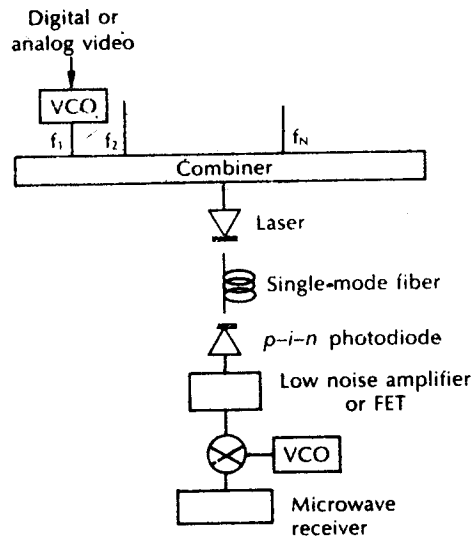 Digital or
analog video
VCO
f₁
f₂
fN
Combiner
Laser
Single-mode fiber
p-i-n photodiode
Low noise amplifier
or FET
VCO
Microwave
receiver